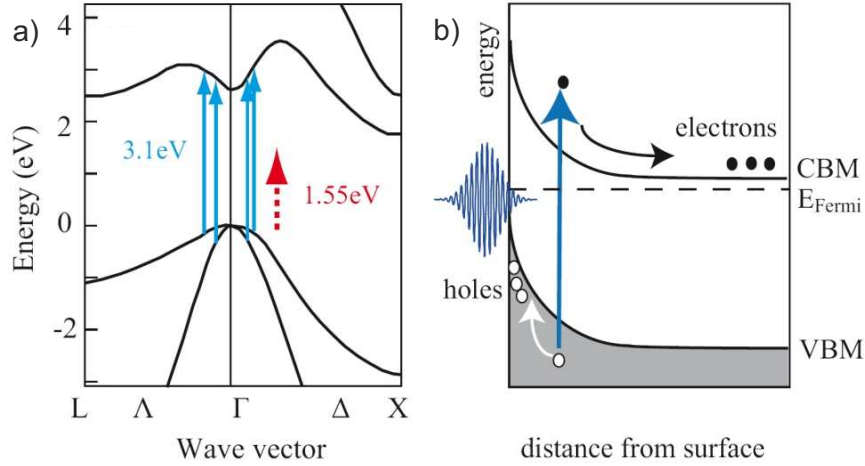 a)
4
2
0
-2
Energy (eV)
3.1eV
1.55eV
L Λ Γ Δ X
Wave vector
b)
energy
electrons
CBM
E_Fermi
holes
VBM
distance from surface